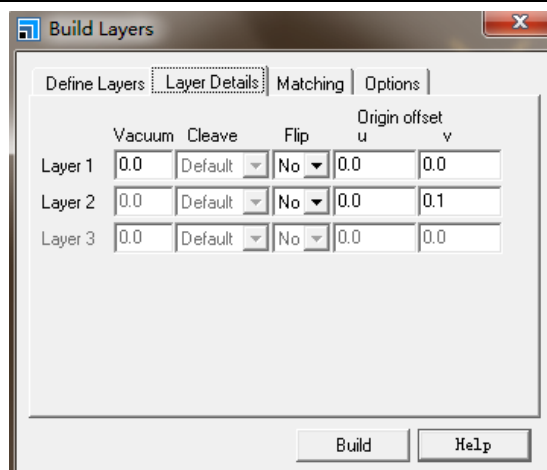 Build Layers
Define Layers Layer Details Matching Options
Origin offset
Vacuum Cleave Flip u v
Layer 1 0.0 Default No 0.0 0.0
Layer 2 0.0 Default No 0.0 0.1
Layer 3 0.0 Default No 0.0 0.0
Build Help